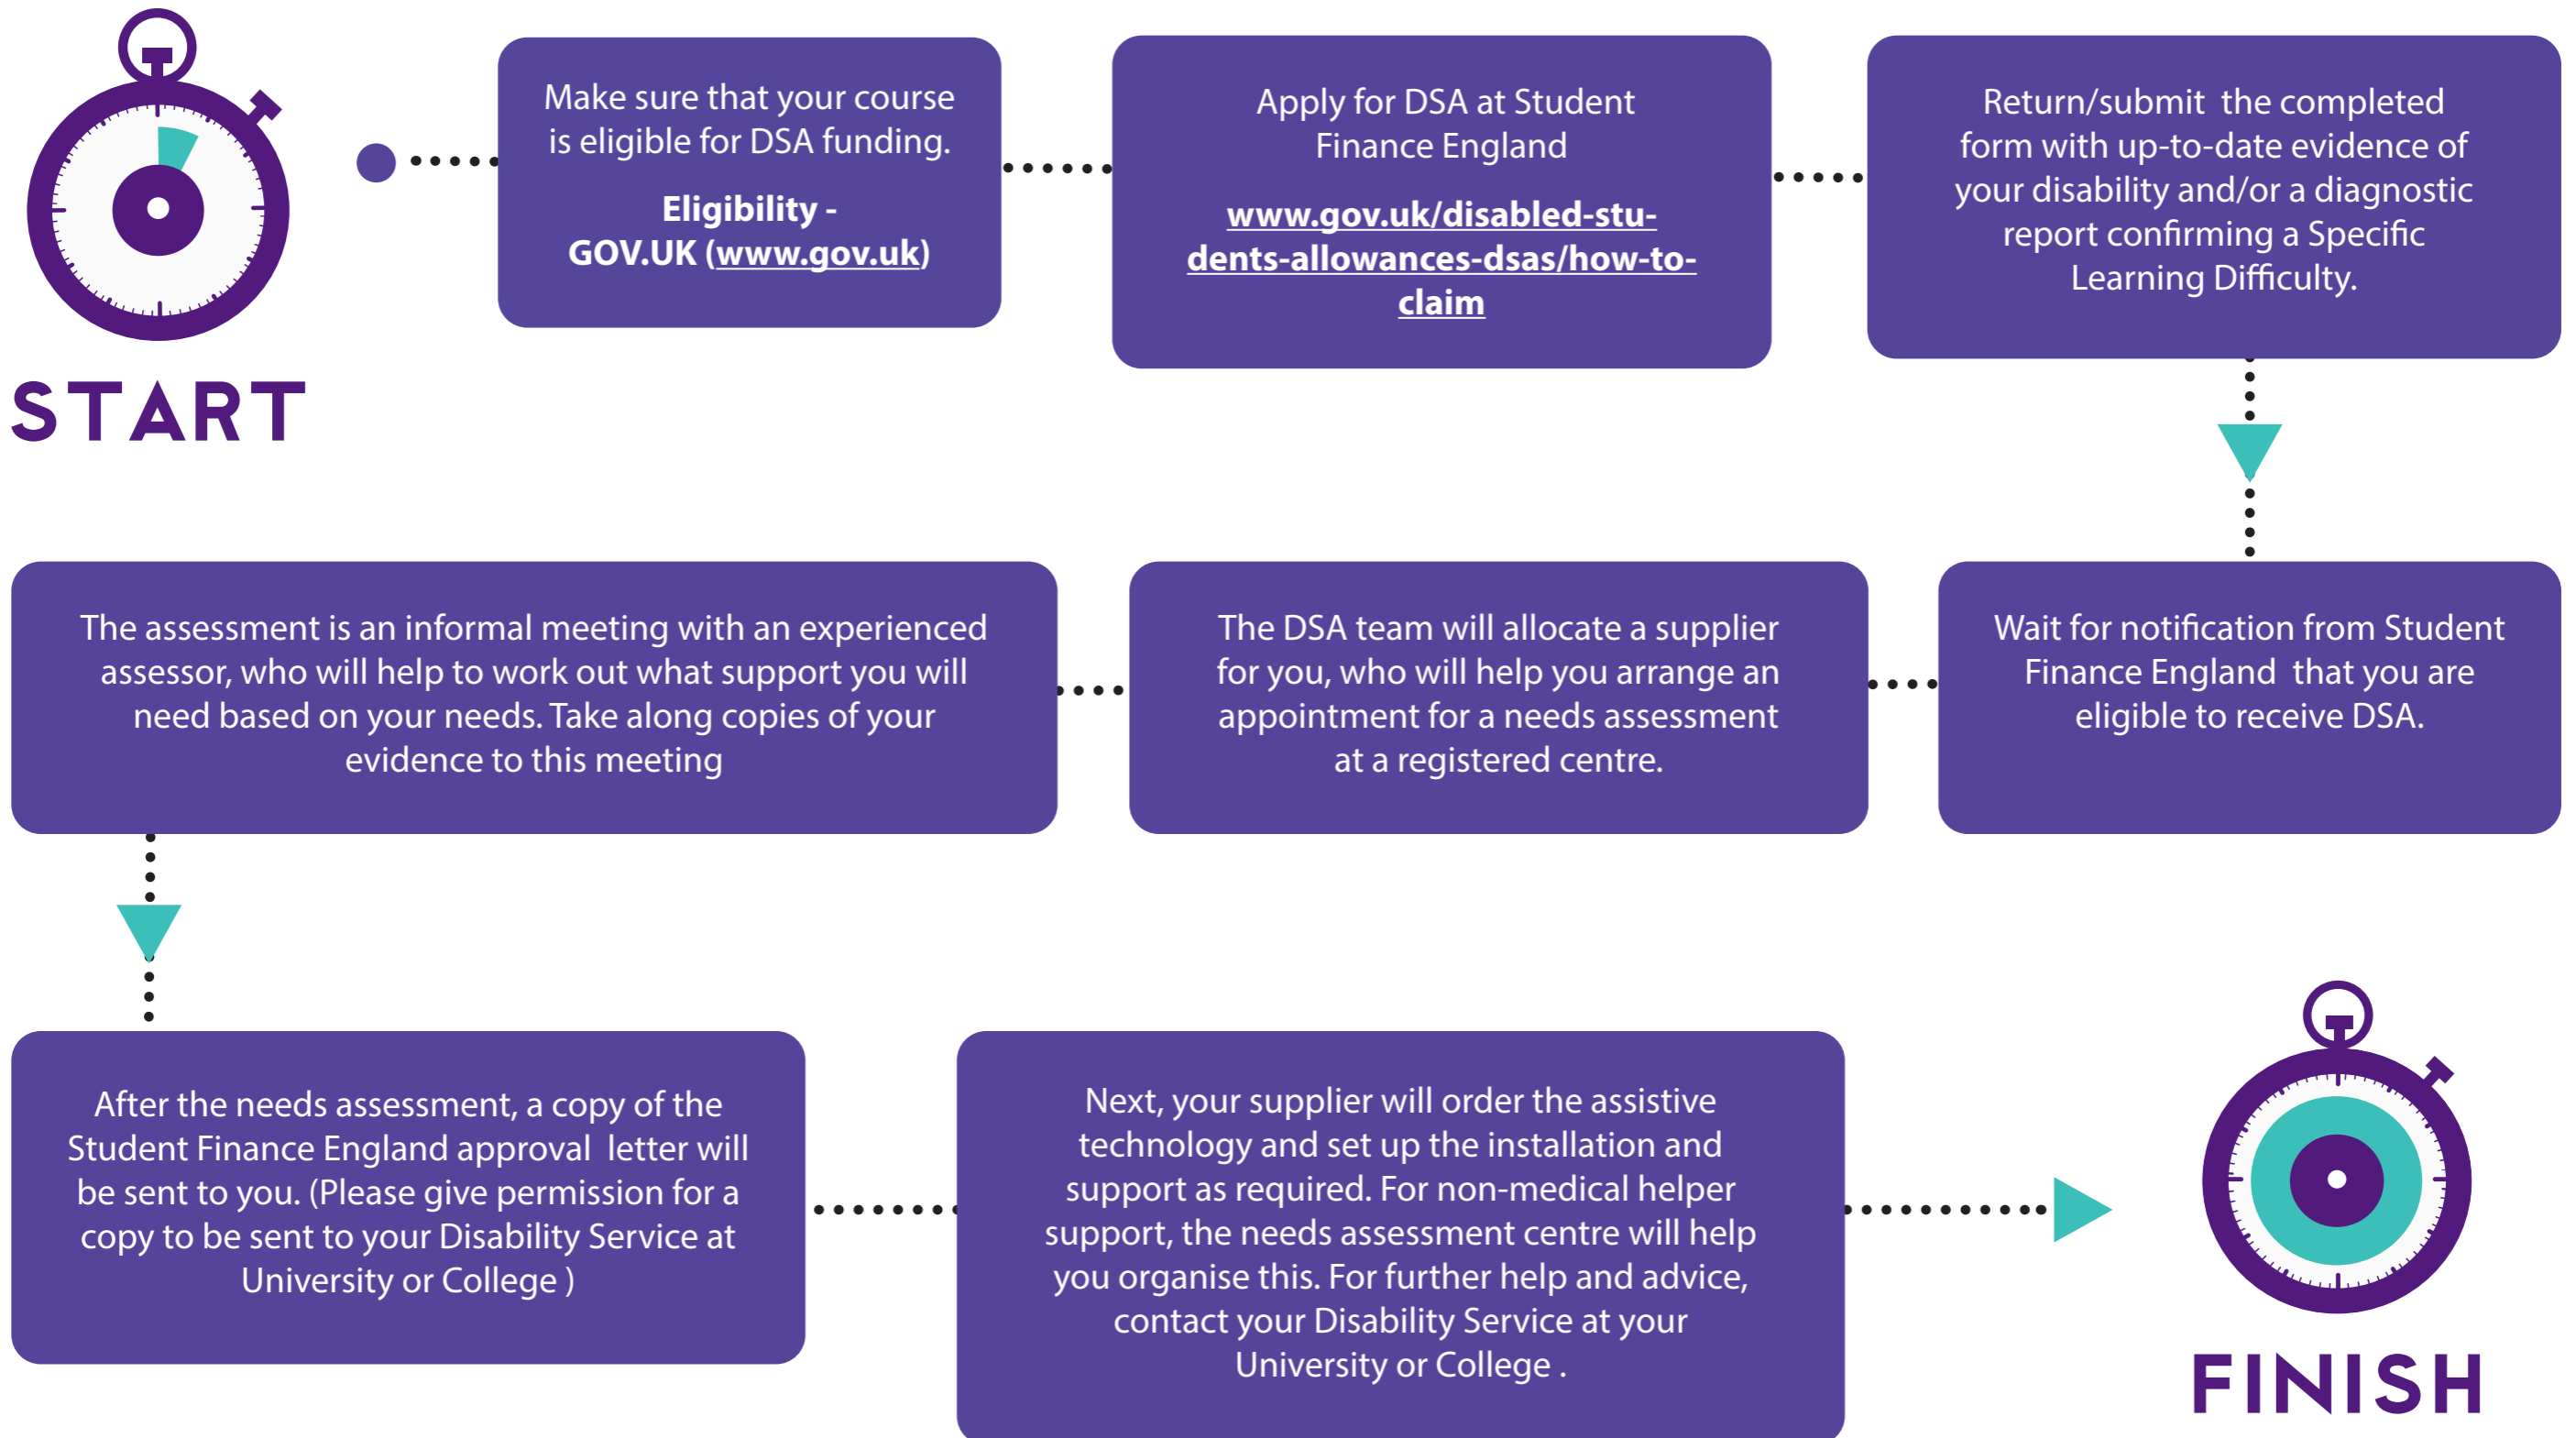 START
Make sure that your course
is eligible for DSA funding.
Eligibility -
GOV.UK (www.gov.uk)
Apply for DSA at Student
Finance England
www.gov.uk/disabled-stu-
dents-allowances-dsas/how-to-
claim
Return/submit  the completed
form with up-to-date evidence of
your disability and/or a diagnostic
report confirming a Specific
Learning Difficulty.
Wait for notification from Student
Finance England  that you are
eligible to receive DSA.
The DSA team will allocate a supplier
for you, who will help you arrange an
appointment for a needs assessment
at a registered centre.
The assessment is an informal meeting with an experienced
assessor, who will help to work out what support you will
need based on your needs. Take along copies of your
evidence to this meeting
After the needs assessment, a copy of the
Student Finance England approval  letter will
be sent to you. (Please give permission for a
copy to be sent to your Disability Service at
University or College )
Next, your supplier will order the assistive
technology and set up the installation and
support as required. For non-medical helper
support, the needs assessment centre will help
you organise this. For further help and advice,
contact your Disability Service at your
University or College .
FINISH